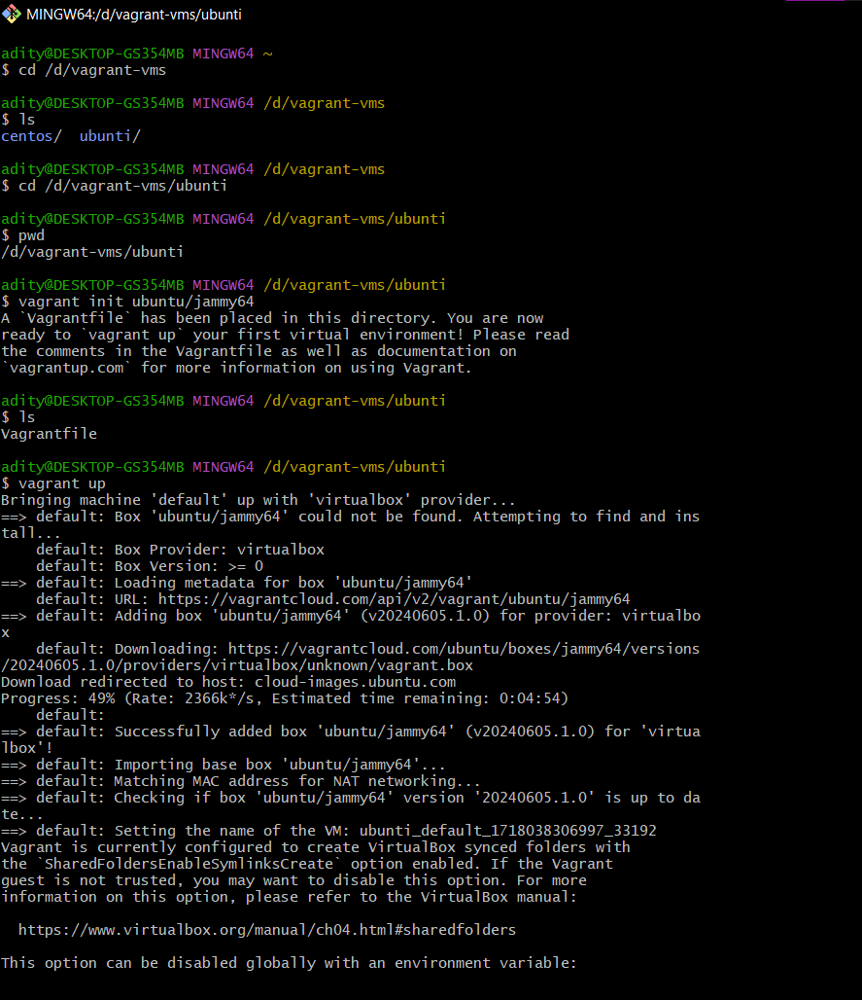 MINGW64:/d/vagrant-vms/ubunti
adity@DESKTOP-GS354MB MINGW64 ~
$ cd /d/vagrant-vms
adity@DESKTOP-GS354MB MINGW64 /d/vagrant-vms
$ ls
centos/  ubunti/
adity@DESKTOP-GS354MB MINGW64 /d/vagrant-vms
$ cd /d/vagrant-vms/ubunti
adity@DESKTOP-GS354MB MINGW64 /d/vagrant-vms/ubunti
$ pwd
/d/vagrant-vms/ubunti
adity@DESKTOP-GS354MB MINGW64 /d/vagrant-vms/ubunti
$ vagrant init ubuntu/jammy64
A `Vagrantfile` has been placed in this directory. You are now
ready to `vagrant up` your first virtual environment! Please read
the comments in the Vagrantfile as well as documentation on
`vagrantup.com` for more information on using Vagrant.
adity@DESKTOP-GS354MB MINGW64 /d/vagrant-vms/ubunti
$ ls
Vagrantfile
adity@DESKTOP-GS354MB MINGW64 /d/vagrant-vms/ubunti
$ vagrant up
Bringing machine 'default' up with 'virtualbox' provider...
==> default: Box 'ubuntu/jammy64' could not be found. Attempting to find and ins
tall...
    default: Box Provider: virtualbox
    default: Box Version: >= 0
==> default: Loading metadata for box 'ubuntu/jammy64'
    default: URL: https://vagrantcloud.com/api/v2/vagrant/ubuntu/jammy64
==> default: Adding box 'ubuntu/jammy64' (v20240605.1.0) for provider: virtualbo
x
    default: Downloading: https://vagrantcloud.com/ubuntu/boxes/jammy64/versions
/20240605.1.0/providers/virtualbox/unknown/vagrant.box
Download redirected to host: cloud-images.ubuntu.com
Progress: 49% (Rate: 2366k*/s, Estimated time remaining: 0:04:54)
    default:
==> default: Successfully added box 'ubuntu/jammy64' (v20240605.1.0) for 'virtua
lbox'!
==> default: Importing base box 'ubuntu/jammy64'...
==> default: Matching MAC address for NAT networking...
==> default: Checking if box 'ubuntu/jammy64' version '20240605.1.0' is up to da
te...
==> default: Setting the name of the VM: ubunti_default_1718038306997_33192
Vagrant is currently configured to create VirtualBox synced folders with
the `SharedFoldersEnableSymlinksCreate` option enabled. If the Vagrant
guest is not trusted, you may want to disable this option. For more
information on this option, please refer to the VirtualBox manual:
  https://www.virtualbox.org/manual/ch04.html#sharedfolders
This option can be disabled globally with an environment variable: